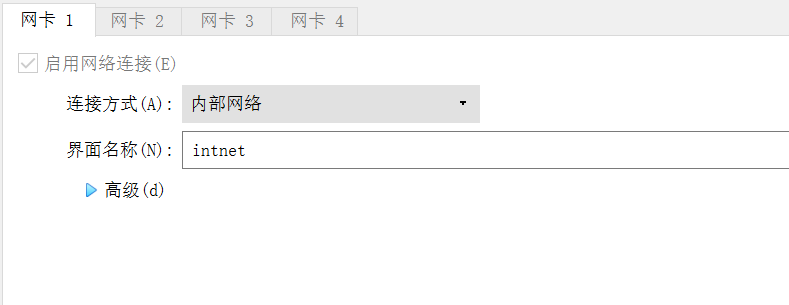 网卡 1 网卡 2 网卡 3 网卡 4
启用网络连接(E)
连接方式(A): 内部网络
界面名称(N): intnet
高级(d)